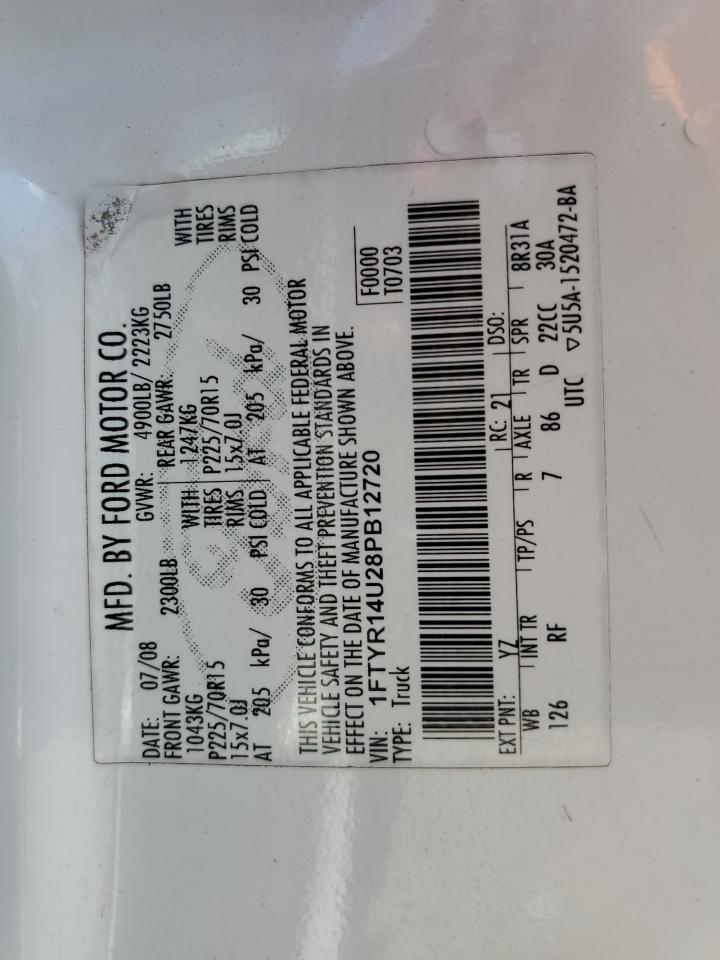 MFD. BY FORD MOTOR CO.
DATE: 07/08 GVWR: 4900LB/ 2223KG
FRONT GAWR: 2300LB REAR GAWR: 2750LB
1043KG WITH 1247KG WITH
P225/70R15 TIRES P225/70R15 TIRES
15x7.0J RIMS 15x7.0J RIMS
AT 205 kPa/ 30 PSI COLD AT 205 kPa/ 30 PSI COLD
THIS VEHICLE CONFORMS TO ALL APPLICABLE FEDERAL MOTOR
VEHICLE SAFETY AND THEFT PREVENTION STANDARDS IN
EFFECT ON THE DATE OF MANUFACTURE SHOWN ABOVE.
VIN: 1FTYR14U28PB12720 F0000
TYPE: Truck T0703
EXT PNT: YZ RC: 21 DSO:
WB INT TR TP/PS R AXLE TR SPR 8R31A
126 RF 7 86 D 22CC 30A
UTC ▽5U5A-1520472-BA